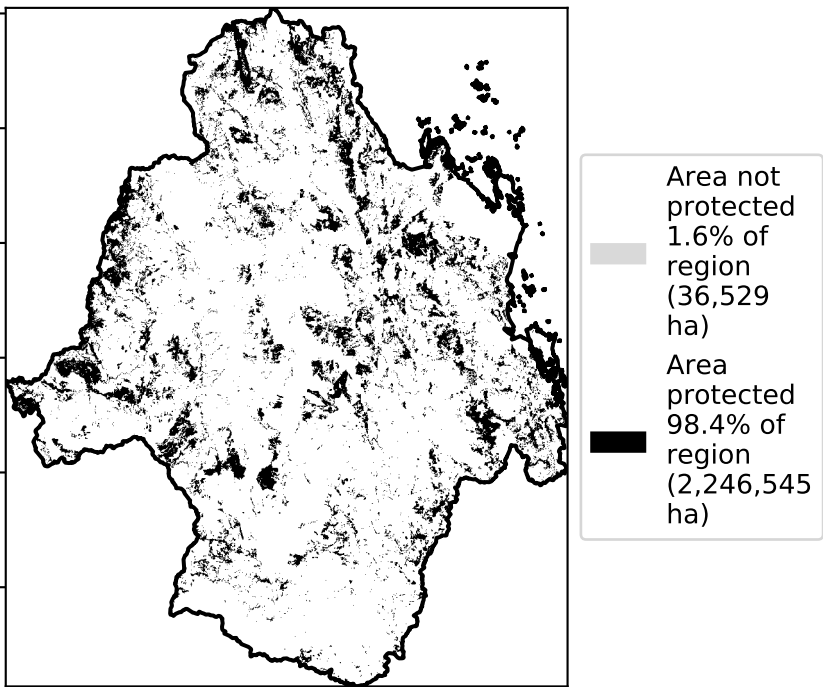 Area not
protected
1.6% of
region
(36,529
ha)
Area
protected
98.4% of
region
(2,246,545
ha)